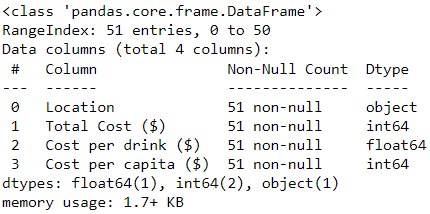 <class 'pandas.core.frame.DataFrame'>
RangeIndex: 51 entries, 0 to 50
Data columns (total 4 columns):
 #   Column               Non-Null Count  Dtype
---  ------               --------------  -----
 0   Location             51 non-null     object
 1   Total Cost ($)       51 non-null     int64
 2   Cost per drink ($)   51 non-null     float64
 3   Cost per capita ($)  51 non-null     int64
dtypes: float64(1), int64(2), object(1)
memory usage: 1.7+ KB